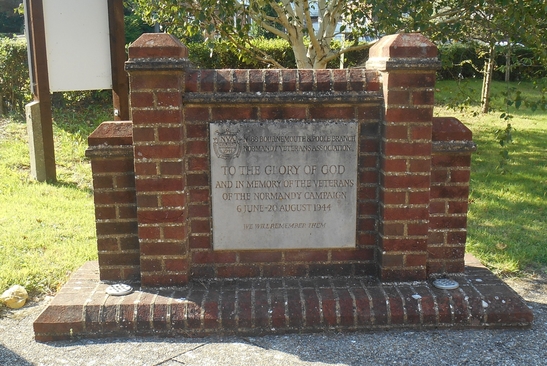 BOURNEMOUTH & POOLE BRANCH
NORMANDY VETERANS ASSOCIATION.
TO THE GLORY OF GOD
AND IN MEMORY OF THE VETERANS
OF THE NORMANDY CAMPAIGN
6 JUNE-20 AUGUST 1944
WE WILL REMEMBER THEM